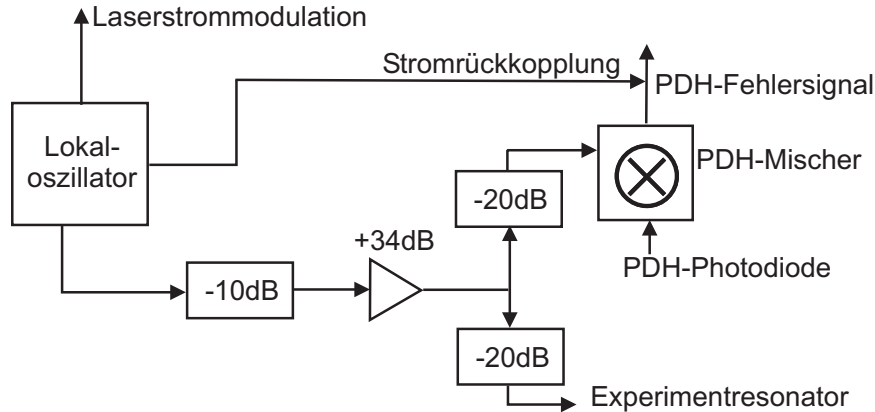 Laserstrommodulation
Stromrückkopplung
PDH-Fehlersignal
Lokal-
oszillator
PDH-Mischer
-20dB
+34dB
PDH-Photodiode
-10dB
-20dB
Experimentresonator